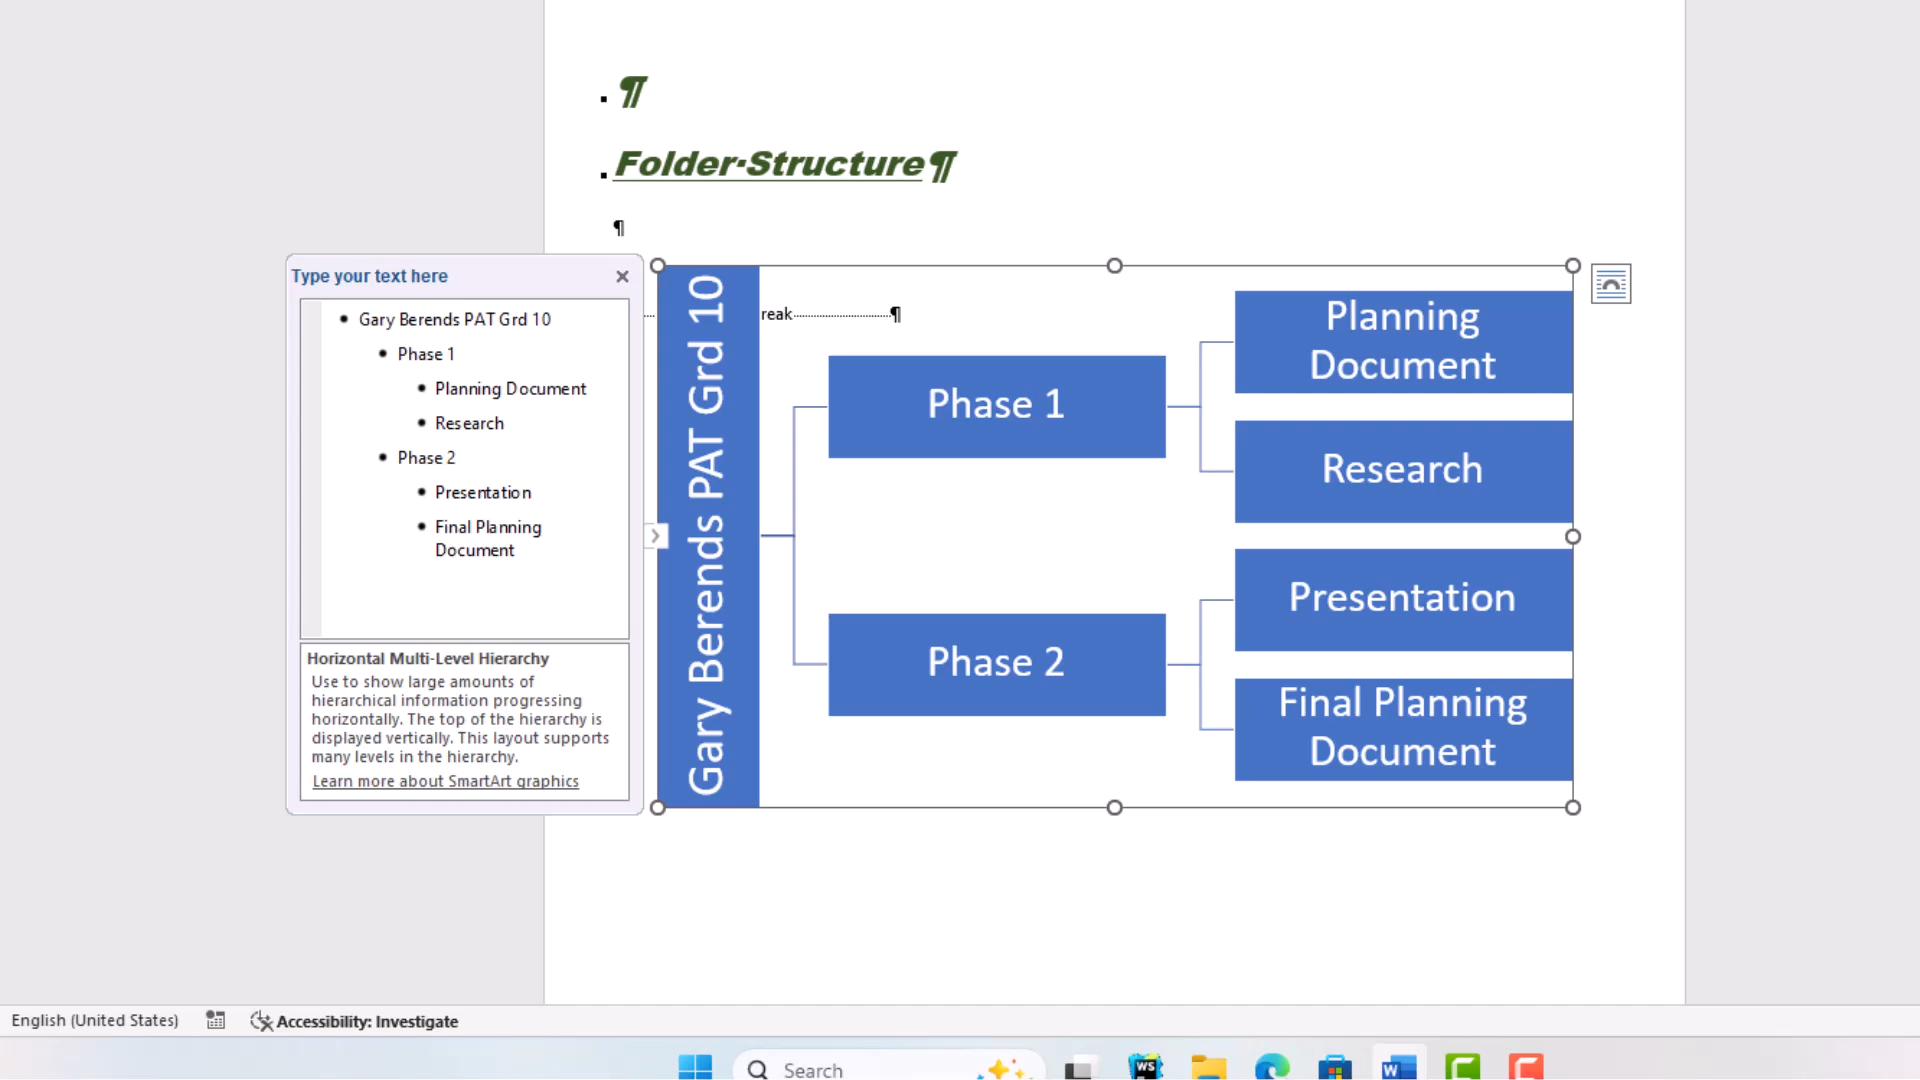 ¶
Folder·Structure¶
¶
Type your text here
Gary Berends PAT Grd 10
Phase 1
Planning Document
Research
Phase 2
Presentation
Final Planning
Document
Horizontal Multi-Level Hierarchy
Use to show large amounts of
hierarchical information progressing
horizontally. The top of the hierarchy is
displayed vertically. This layout supports
many levels in the hierarchy.
Learn more about SmartArt graphics
Gary Berends PAT Grd 10
reak¶
Phase 1
Planning
Document
Research
Phase 2
Presentation
Final Planning
Document
English (United States)
Accessibility: Investigate
Search
WS
W